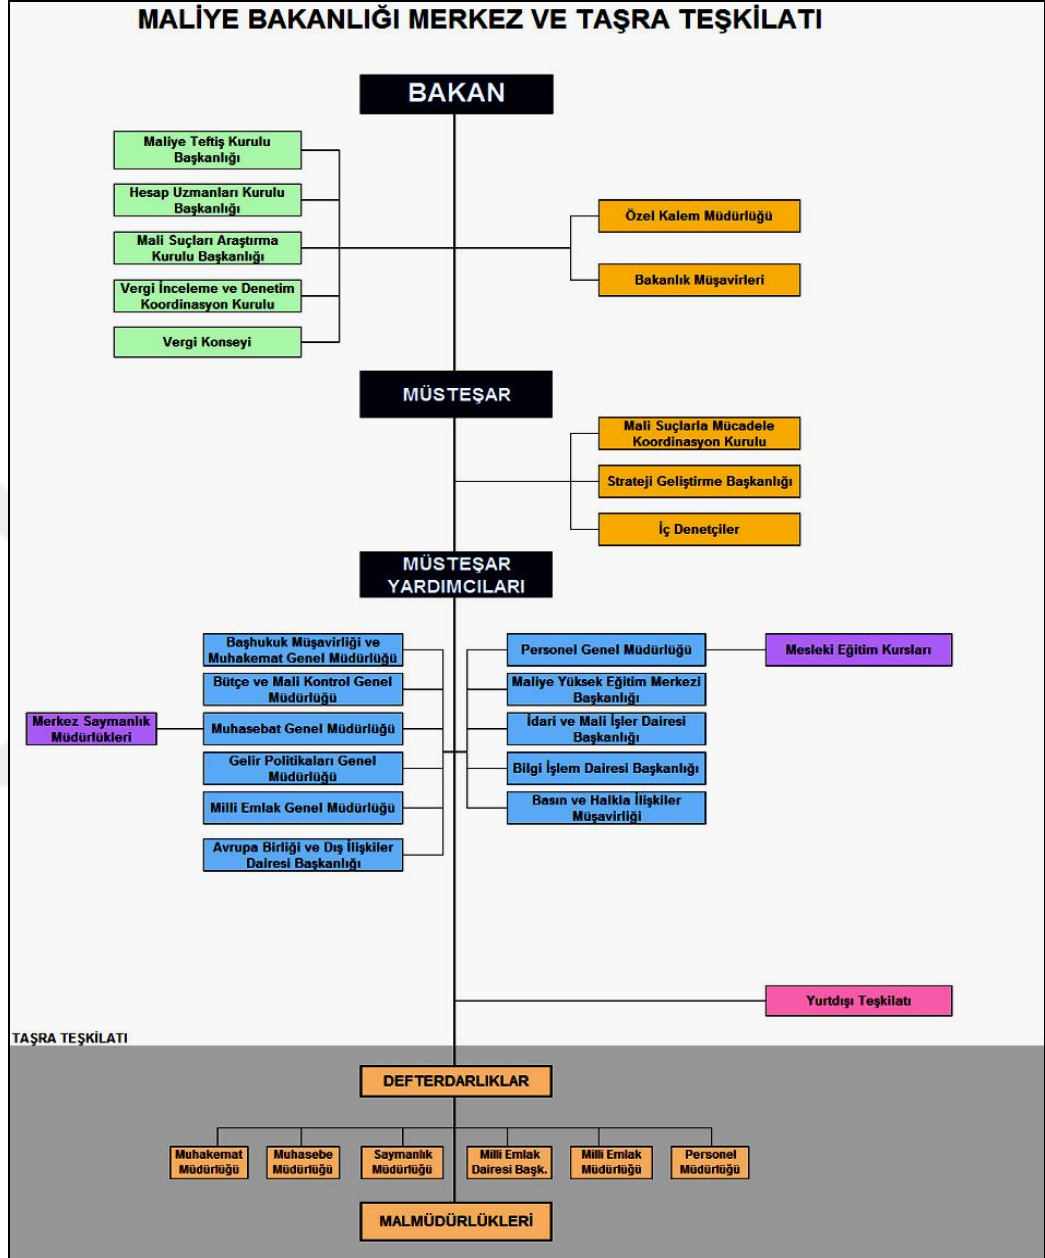 MALİYE BAKANLIĞI MERKEZ VE TAŞRA TEŞKİLATI
BAKAN
Maliye Teftiş Kurulu
Başkanlığı
Hesap Uzmanları Kurulu
Başkanlığı
Mali Suçları Araştırma
Kurulu Başkanlığı
Vergi İnceleme ve Denetim
Koordinasyon Kurulu
Vergi Konseyi
Özel Kalem Müdürlüğü
Bakanlık Müşavirleri
MÜSTEŞAR
Mali Suçlarla Mücadele
Koordinasyon Kurulu
Strateji Geliştirme Başkanlığı
İç Denetçiler
MÜSTEŞAR
YARDIMCILARI
Başhukuk Müşavirliği ve
Muhakemat Genel Müdürlüğü
Bütçe ve Mali Kontrol Genel
Müdürlüğü
Merkez Saymanlık
Müdürlükleri
Muhasebat Genel Müdürlüğü
Gelir Politikaları Genel
Müdürlüğü
Milli Emlak Genel Müdürlüğü
Avrupa Birliği ve Dış İlişkiler
Dairesi Başkanlığı
Personel Genel Müdürlüğü
Mesleki Eğitim Kursları
Maliye Yüksek Eğitim Merkezi
Başkanlığı
İdari ve Mali İşler Dairesi
Başkanlığı
Bilgi İşlem Dairesi Başkanlığı
Basın ve Halkla İlişkiler
Müşavirliği
Yurtdışı Teşkilatı
TAŞRA TEŞKİLATI
DEFTERDARLIKLAR
Muhakemat
Müdürlüğü
Muhasebe
Müdürlüğü
Saymanlık
Müdürlüğü
Milli Emlak
Dairesi Başk.
Milli Emlak
Müdürlüğü
Personel
Müdürlüğü
MALMÜDÜRLÜKLERİ